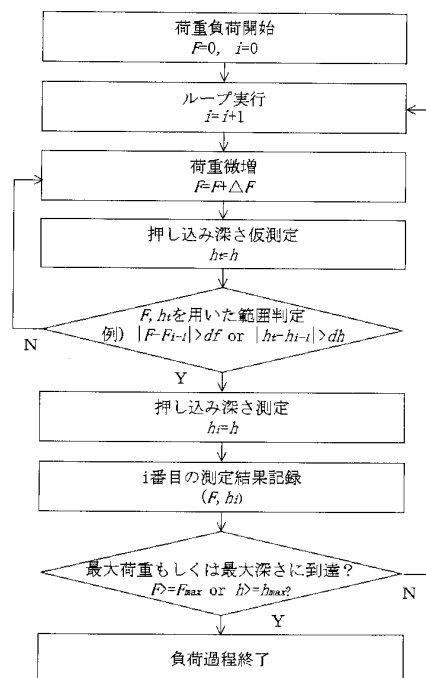 荷重負荷開始
F=0, i=0
ループ実行
i=i+1
荷重微増
F=F+△F
押し込み深さ仮測定
ht=h
F, htを用いた範囲判定
例) |F-Fi-1|>df or |ht-hi-1|>dh
N
Y
押し込み深さ測定
hi=h
i番目の測定結果記録
(F, hi)
最大荷重もしくは最大深さに到達?
F>=Fmax or h>=hmax?
N
Y
負荷過程終了